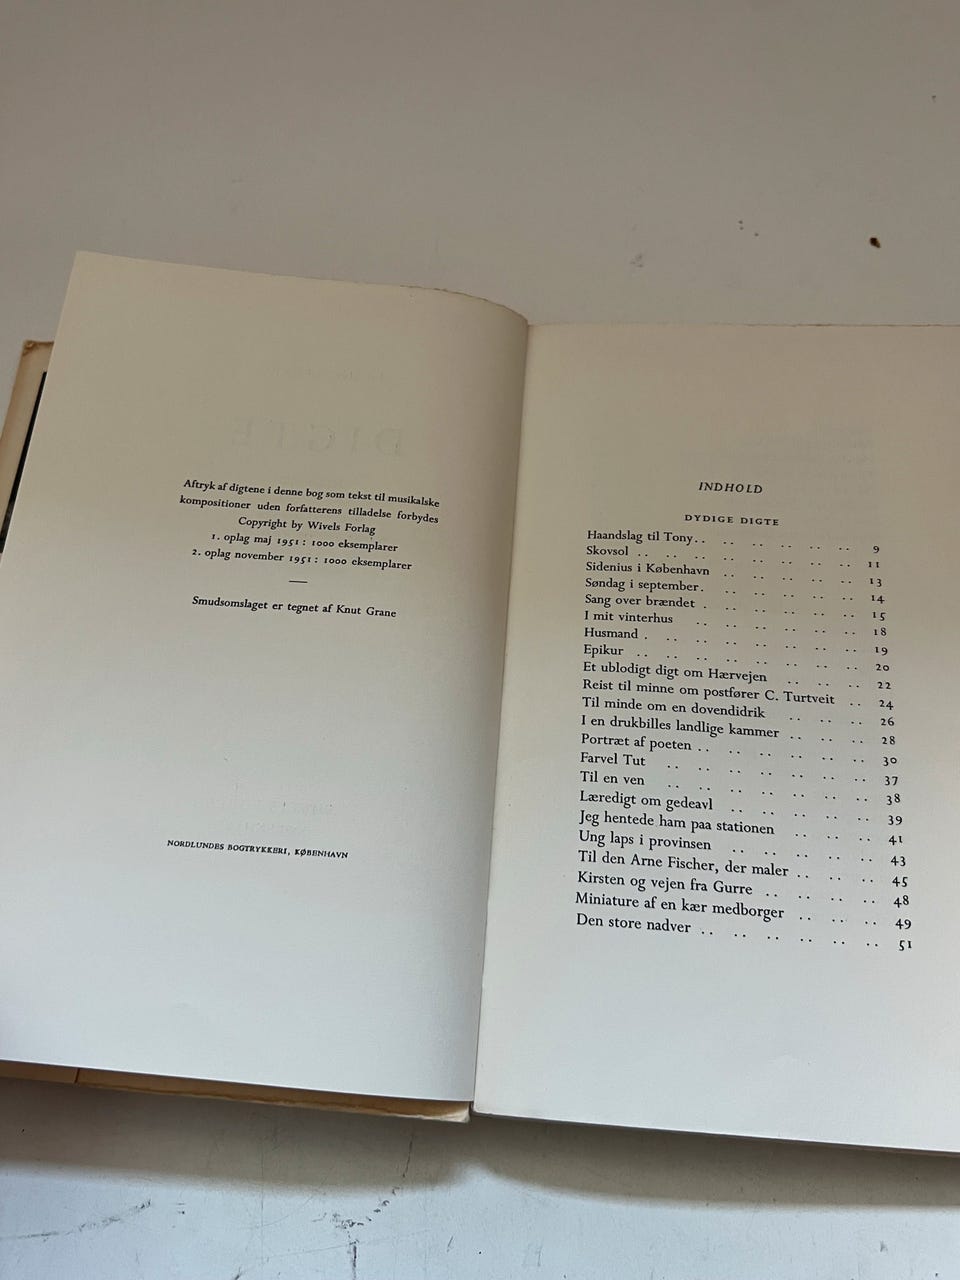 DIGTE
Aftryk af digtene i denne bog som tekst til musikalske
kompositioner uden forfatterens tilladelse forbydes
Copyright by Wivels Forlag
1. oplag maj 1951: 1000 eksemplarer
2. oplag november 1951: 1000 eksemplarer
Smudsomslaget er tegnet af Knut Grane
NORDLUNDES BOGTRYKKERI, KØBENHAVN
INDHOLD
DYDIGE DIGTE
Haandslag til Tony . . 9
Skovsol . . 11
Sidenius i København . . 13
Søndag i september . 14
Sang over brændet . 15
I mit vinterhus . . 18
Husmand . 19
Epikur . . 20
Et ublodigt digt om Hærvejen . . 22
Reist til minne om postfører C. Turtveit . . 24
Til minde om en dovendidrik . . 26
I en drukbilles landlige kammer . . 28
Portræt af poeten . . 30
Farvel Tut . . 37
Til en ven . . 38
Læredigt om gedeavl . . 39
Jeg hentede ham paa stationen . . 41
Ung laps i provinsen . . 43
Til den Arne Fischer, der maler . . 45
Kirsten og vejen fra Gurre . . 48
Miniature af en kær medborger . . 49
Den store nadver . . 51